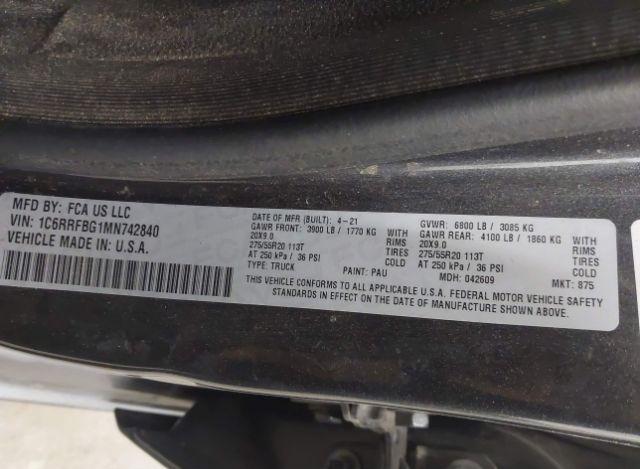 MFD BY: FCA US LLC
VIN: 1C6RRFBG1MN742840
VEHICLE MADE IN U.S.A.
DATE OF MFR (BUILT): 4-21
GAWR FRONT: 3900 LB / 1770 KG WITH
20X9.0 RIMS
275/55R20 113T TIRES
AT 250 kPa / 36 PSI COLD
TYPE: TRUCK PAINT: PAU
GVWR: 6800 LB / 3085 KG
GAWR REAR: 4100 LB / 1860 KG WITH
20X9.0 RIMS
275/55R20 113T TIRES
AT 250 kPa / 36 PSI COLD
MDH: 042609 MKT: 875
THIS VEHICLE CONFORMS TO ALL APPLICABLE U.S.A. FEDERAL MOTOR VEHICLE SAFETY
STANDARDS IN EFFECT ON THE DATE OF MANUFACTURE SHOWN ABOVE.